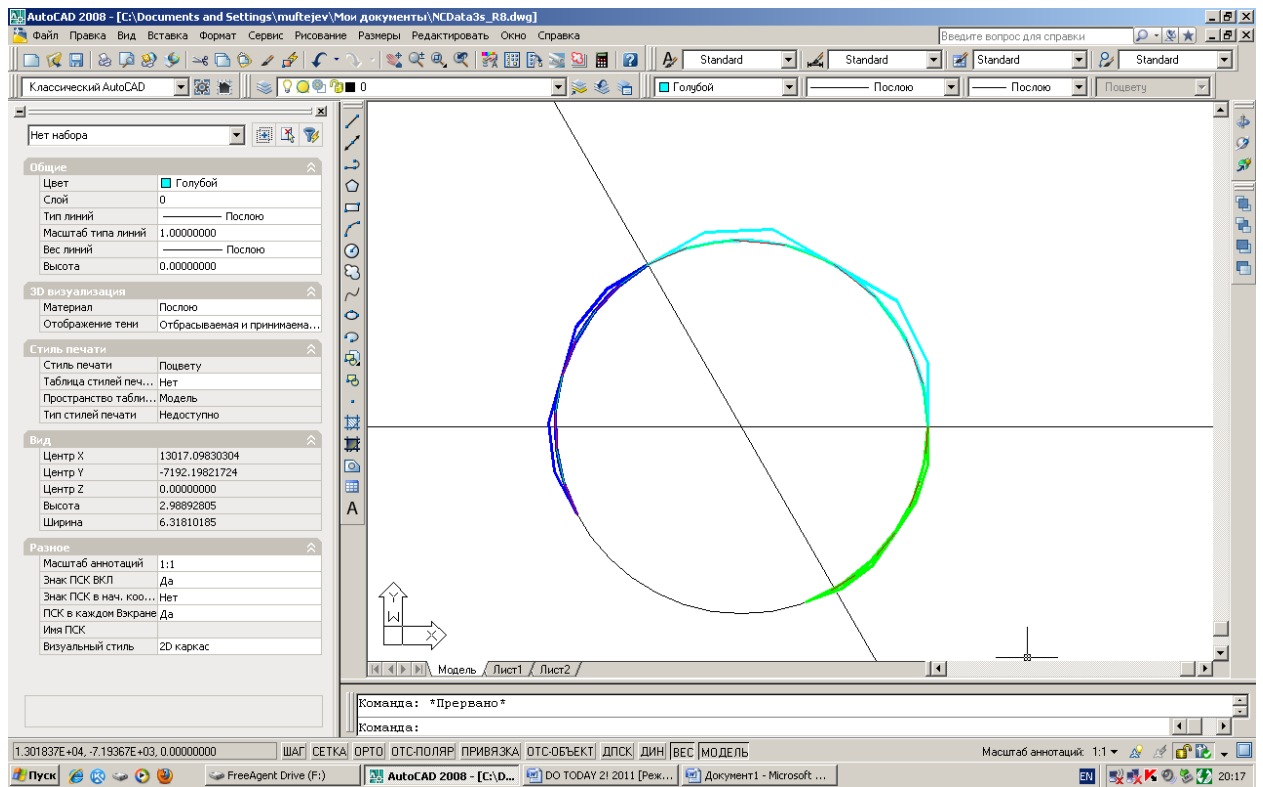 AutoCAD 2008 - [C:\Documents and Settings\muftejev\Мои документы\NCData3s_R8.dwg]
Файл Правка Вид Вставка Формат Сервис Рисование Размеры Редактировать Окно Справка
Введите вопрос для справки
Standard Standard Standard Standard
Классический AutoCAD 0 Голубой Послою Послою Поцвету
Нет набора
Общие
Цвет Голубой
Слой 0
Тип линий Послою
Масштаб типа линий 1.00000000
Вес линий Послою
Высота 0.00000000
3D визуализация
Материал Послою
Отображение тени Отбрасываемая и принимаема...
Стиль печати
Стиль печати Поцвету
Таблица стилей печ... Нет
Пространство табли... Модель
Тип стилей печати Недоступно
Вид
Центр X 13017.09830304
Центр Y -7192.19821724
Центр Z 0.00000000
Высота 2.98892805
Ширина 6.31810185
Разное
Масштаб аннотаций 1:1
Знак ПСК ВКЛ Да
Знак ПСК в нач. коо... Нет
ПСК в каждом Вэкране Да
Имя ПСК
Визуальный стиль 2D каркас
A
Y
W
X
Модель Лист1 Лист2
Команда: *Прервано*
Команда:
1.301837E+04, -7.19367E+03, 0.00000000 ШАГ СЕТКА ОРТО ОТС-ПОЛЯР ПРИВЯЗКА ОТС-ОБЪЕКТ ДПСК ДИН ВЕС МОДЕЛЬ Масштаб аннотаций: 1:1
Пуск FreeAgent Drive (F:) AutoCAD 2008 - [C:\D... DO TODAY 2! 2011 [Реж... Документ1 - Microsoft ... EN 20:17